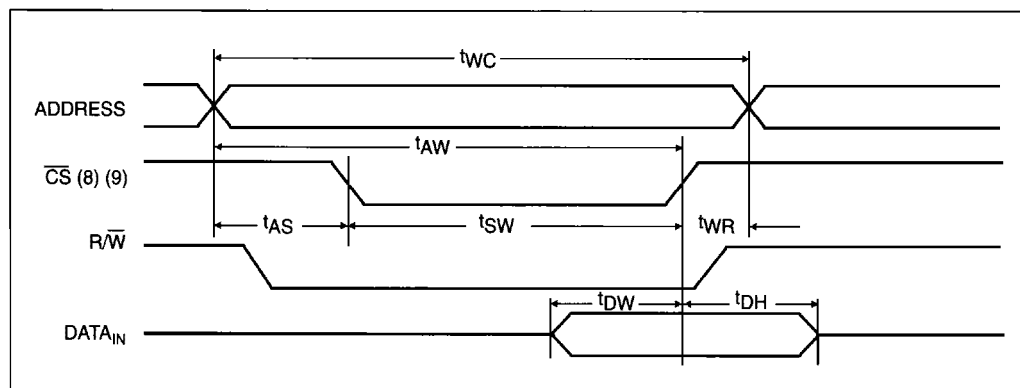 tWC
ADDRESS
tAW
CS (8) (9)
tAS
tSW
tWR
R/W
tDW
tDH
DATAIN